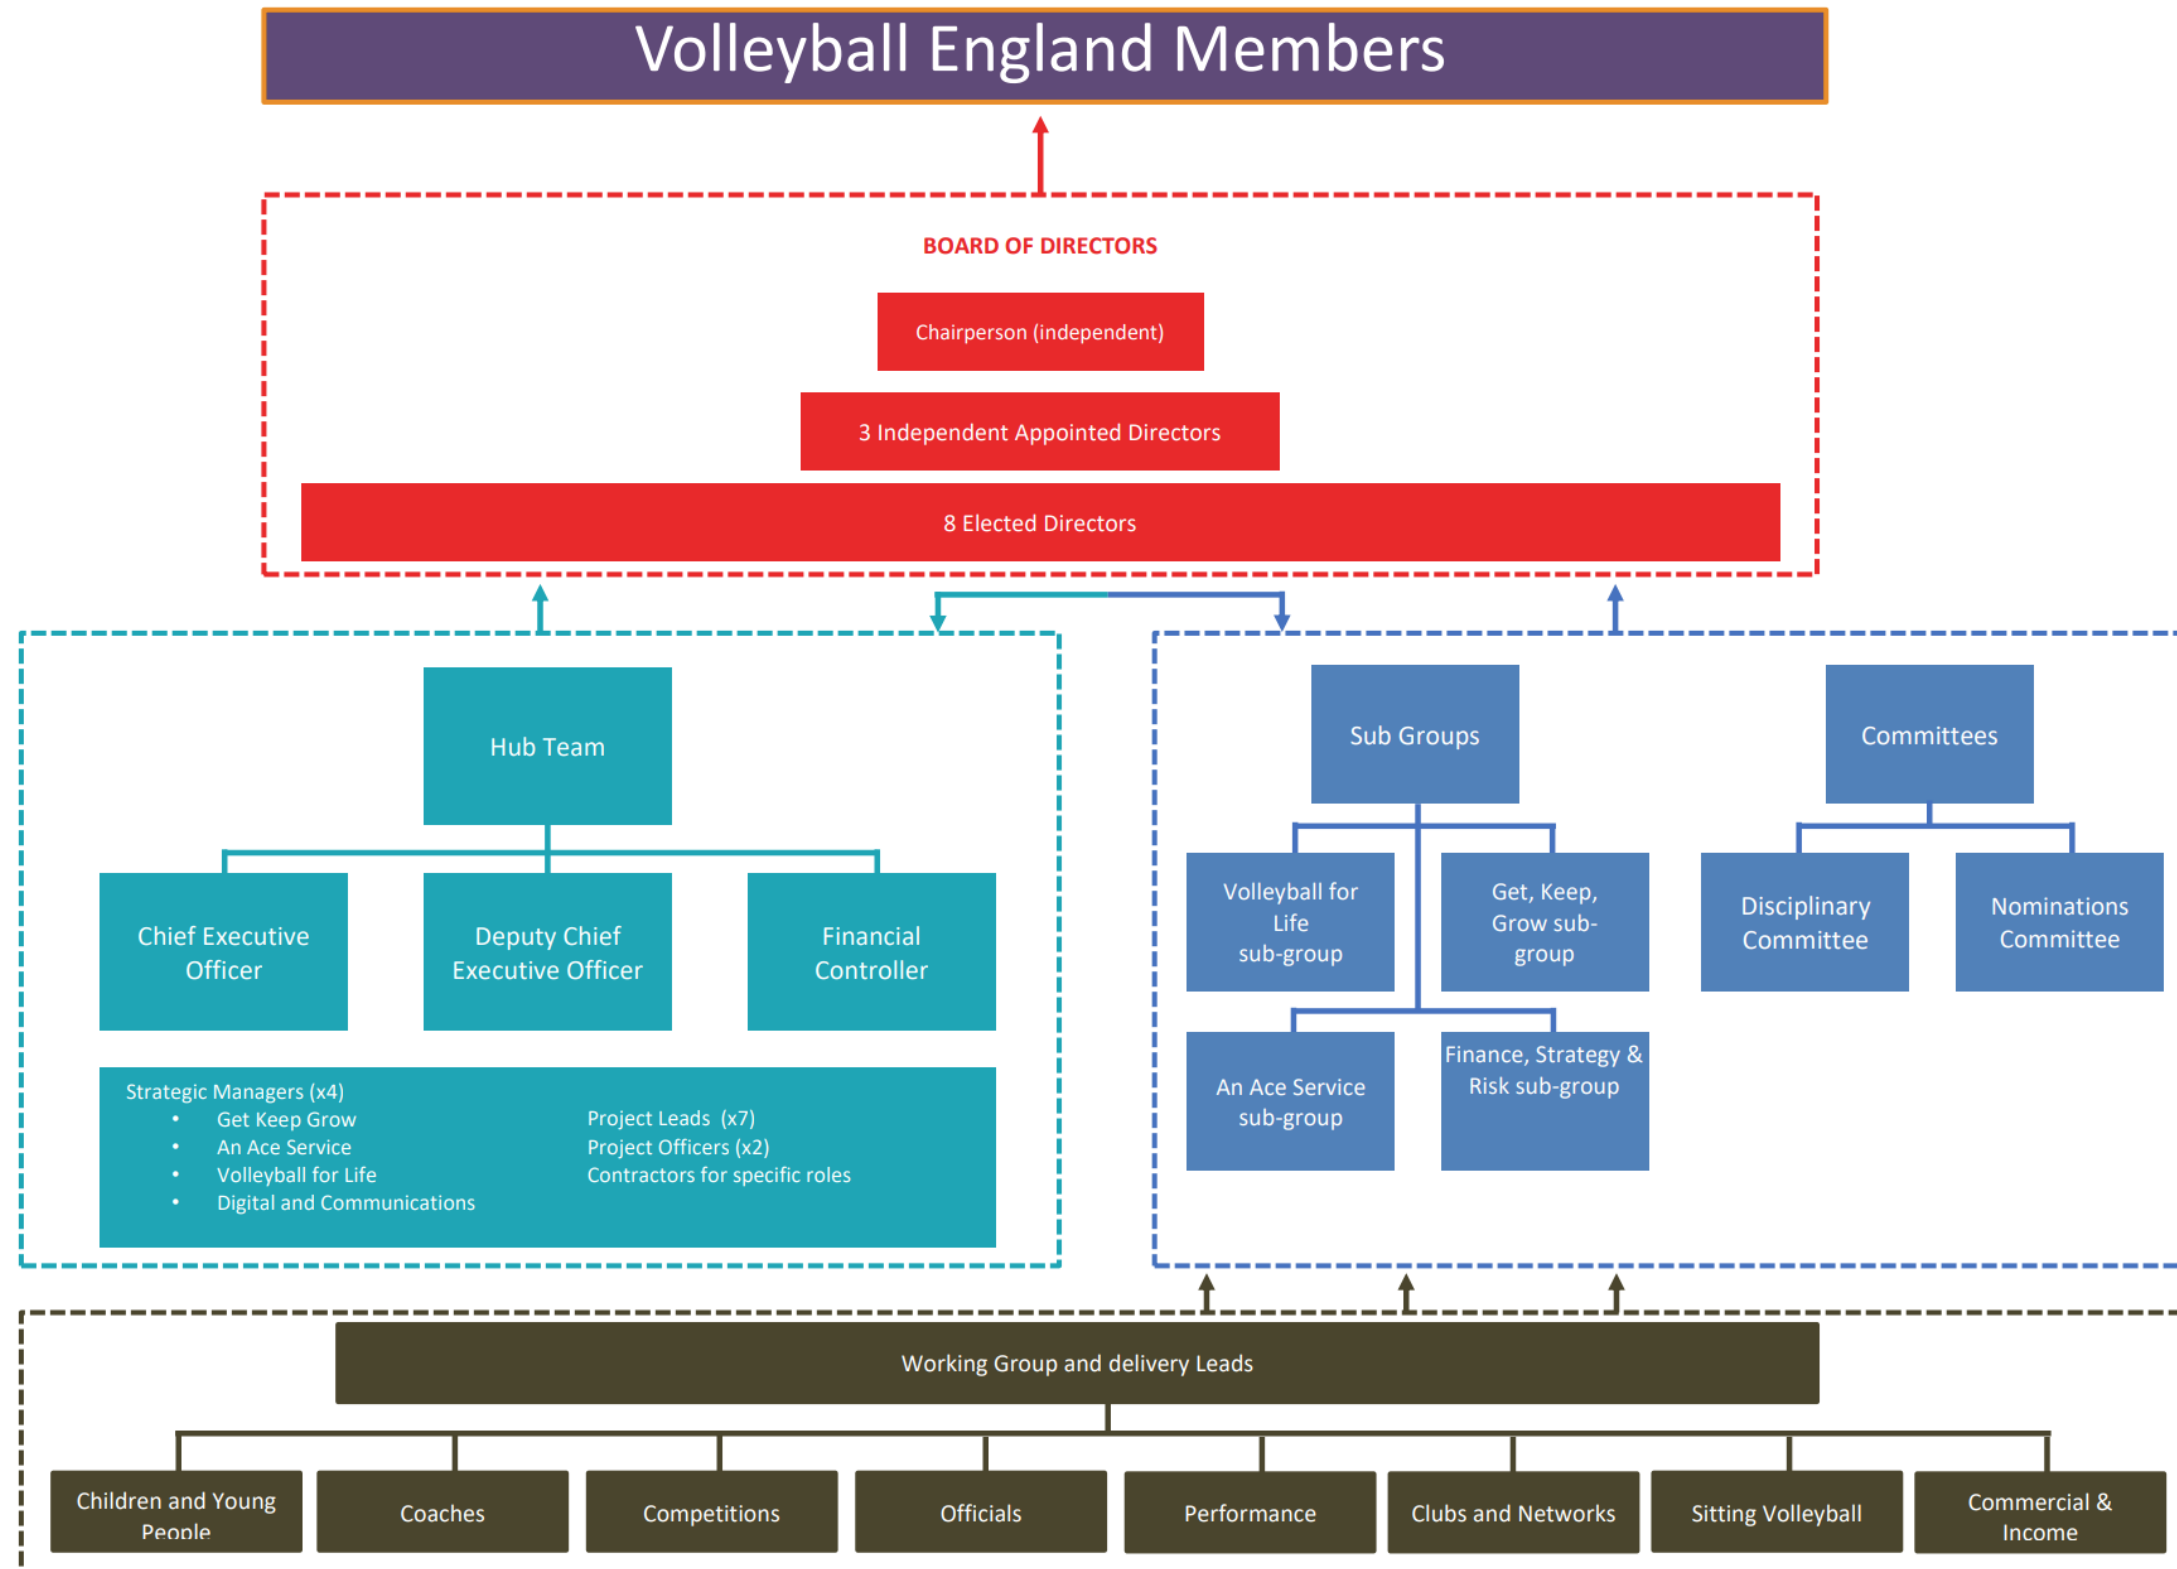 Volleyball England Members
BOARD OF DIRECTORS
Chairperson (independent)
3 Independent Appointed Directors
8 Elected Directors
Hub Team
Chief Executive
Officer
Deputy Chief
Executive Officer
Financial
Controller
Strategic Managers (x4)
• Get Keep Grow
• An Ace Service
• Volleyball for Life
• Digital and Communications
Project Leads (x7)
Project Officers (x2)
Contractors for specific roles
Sub Groups
Volleyball for
Life
sub-group
Get, Keep,
Grow sub-
group
An Ace Service
sub-group
Finance, Strategy &
Risk sub-group
Committees
Disciplinary
Committee
Nominations
Committee
Working Group and delivery Leads
Children and Young
People
Coaches
Competitions
Officials
Performance
Clubs and Networks
Sitting Volleyball
Commercial &
Income